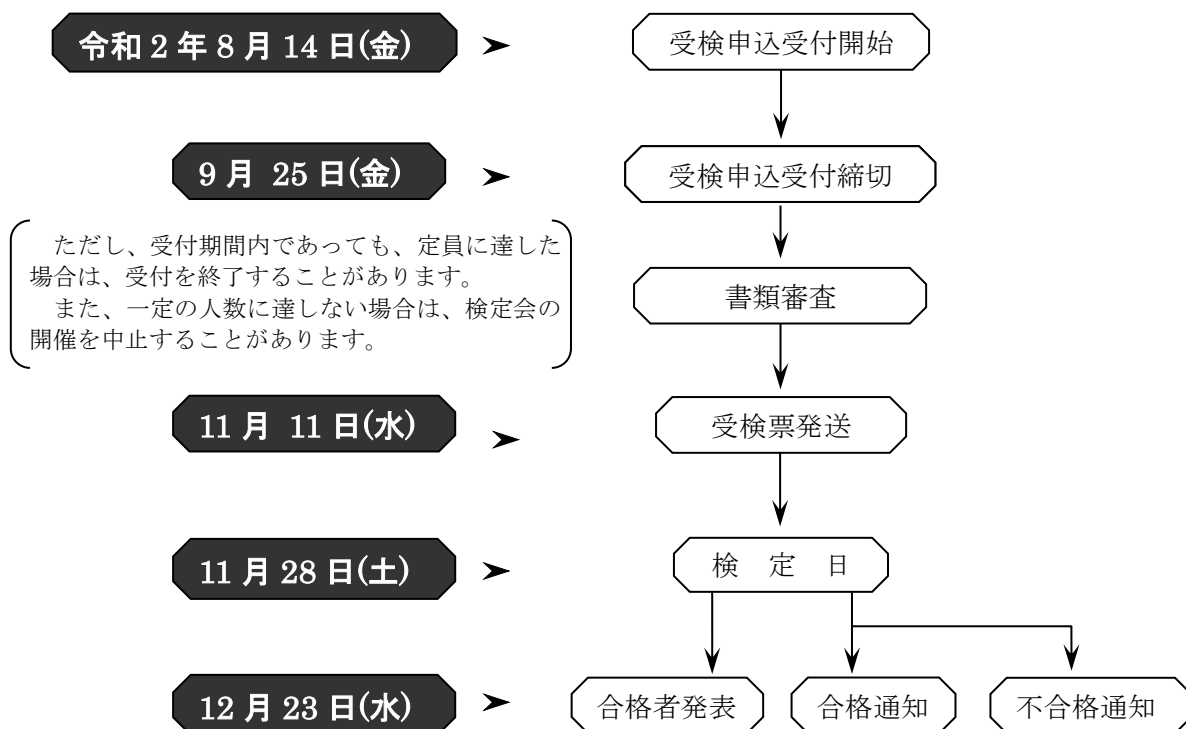 令和 2 年 8 月 14 日(金)
受検申込受付開始
9 月 25 日(金)
受検申込受付締切
ただし、受付期間内であっても、定員に達した
場合は、受付を終了することがあります。
また、一定の人数に達しない場合は、検定会の
開催を中止することがあります。
書類審査
11 月 11 日(水)
受検票発送
11 月 28 日(土)
検 定 日
12 月 23 日(水)
合格者発表
合格通知
不合格通知